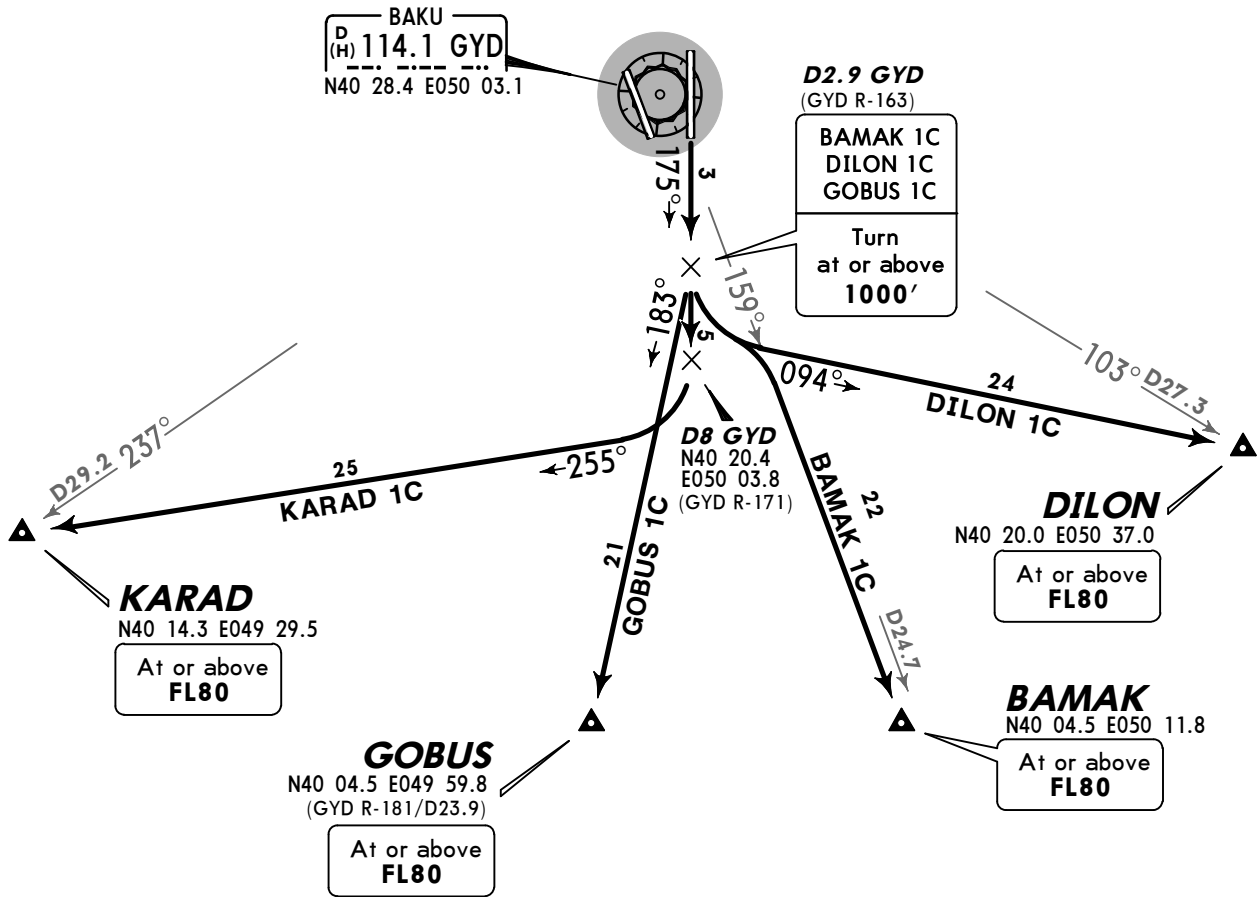 BAKU
D
(H) 114.1 GYD
N40 28.4 E050 03.1
D2.9 GYD
(GYD R-163)
BAMAK 1C
DILON 1C
GOBUS 1C
Turn
at or above
1000'
175°
3
159°
183°
5
094°
24
DILON 1C
103°
D27.3
D29.2
237°
25
KARAD 1C
255°
D8 GYD
N40 20.4
E050 03.8
(GYD R-171)
22
BAMAK 1C
D24.7
21
GOBUS 1C
DILON
N40 20.0 E050 37.0
At or above
FL80
KARAD
N40 14.3 E049 29.5
At or above
FL80
BAMAK
N40 04.5 E050 11.8
At or above
FL80
GOBUS
N40 04.5 E049 59.8
(GYD R-181/D23.9)
At or above
FL80